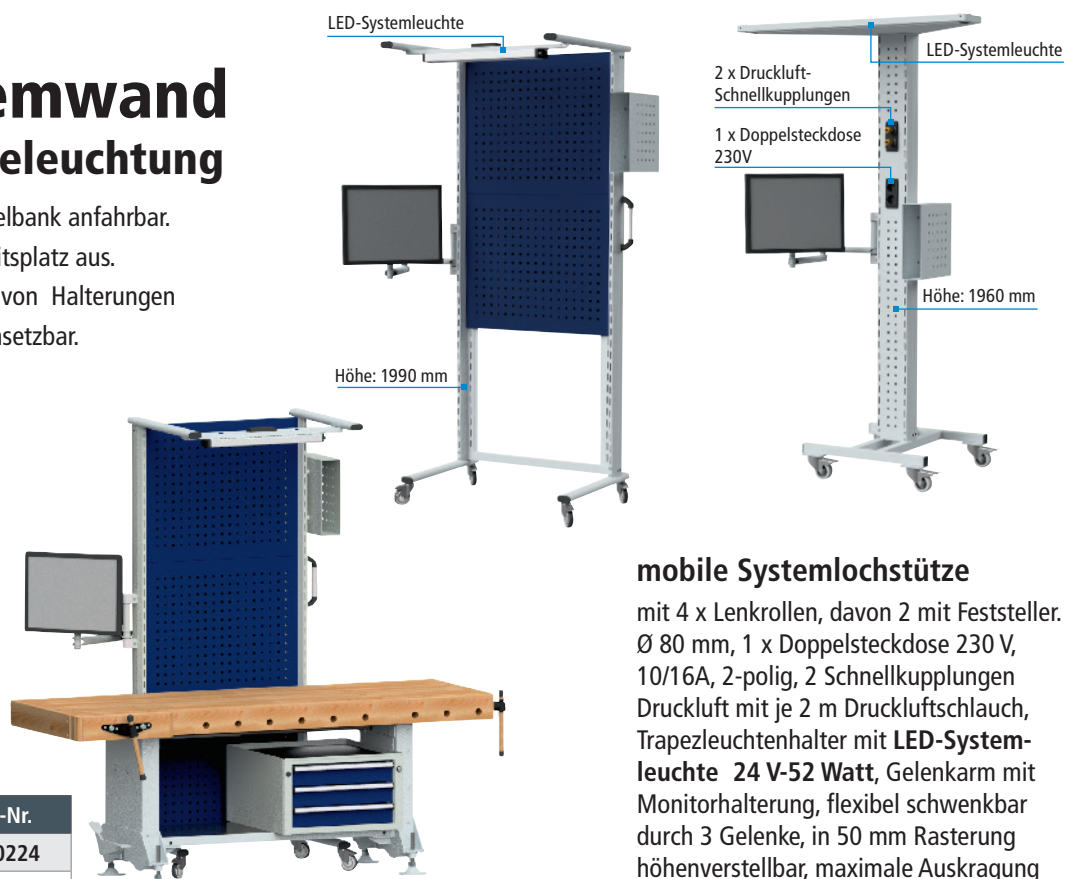 LED-Systemleuchte
LED-Systemleuchte
2 x Druckluft-
Schnellkupplungen
1 x Doppelsteckdose
230V
Höhe: 1960 mm
Höhe: 1990 mm
emwand
eleuchtung
elbank anfahrbar.
itsplatz aus.
von Halterungen
nsetzbar.
mobile Systemlochstütze
mit 4 x Lenkrollen, davon 2 mit Feststeller.
Ø 80 mm, 1 x Doppelsteckdose 230 V,
10/16A, 2-polig, 2 Schnellkupplungen
Druckluft mit je 2 m Druckluftschlauch,
Trapezleuchtenhalter mit LED-System-
leuchte 24 V-52 Watt, Gelenkarm mit
Monitorhalterung, flexibel schwenkbar
durch 3 Gelenke, in 50 mm Rasterung
höhenverstellbar, maximale Auskragung
-Nr.
0224